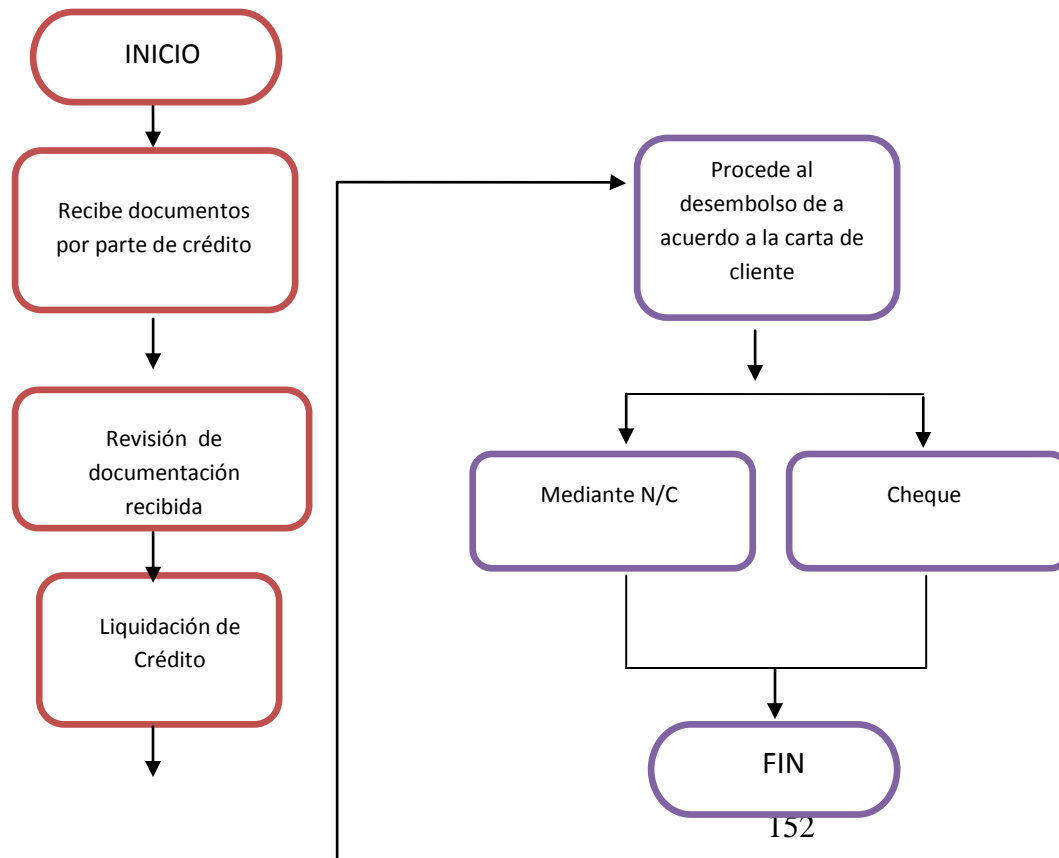 INICIO
Recibe documentos
por parte de crédito
Revisión de
documentación
recibida
Liquidación de
Crédito
Procede al
desembolso de a
acuerdo a la carta de
cliente
Mediante N/C
Cheque
FIN
152